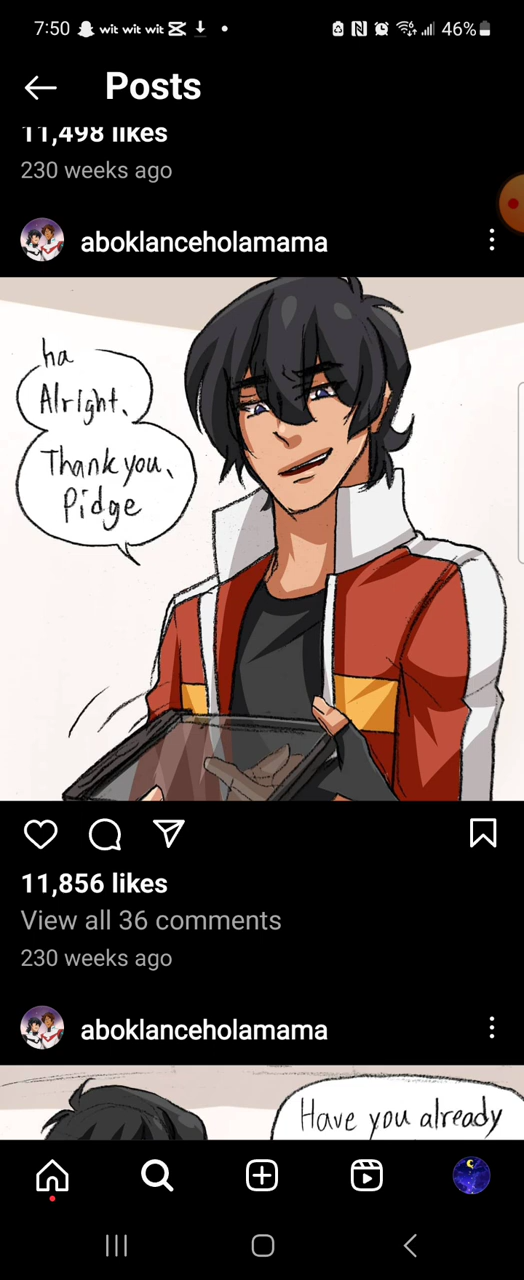 7:50 wit wit wit 46%
Posts
11,498 likes
230 weeks ago
aboklanceholamama
ha
Alright.
Thank you,
Pidge
11,856 likes
View all 36 comments
230 weeks ago
aboklanceholamama
Have you already